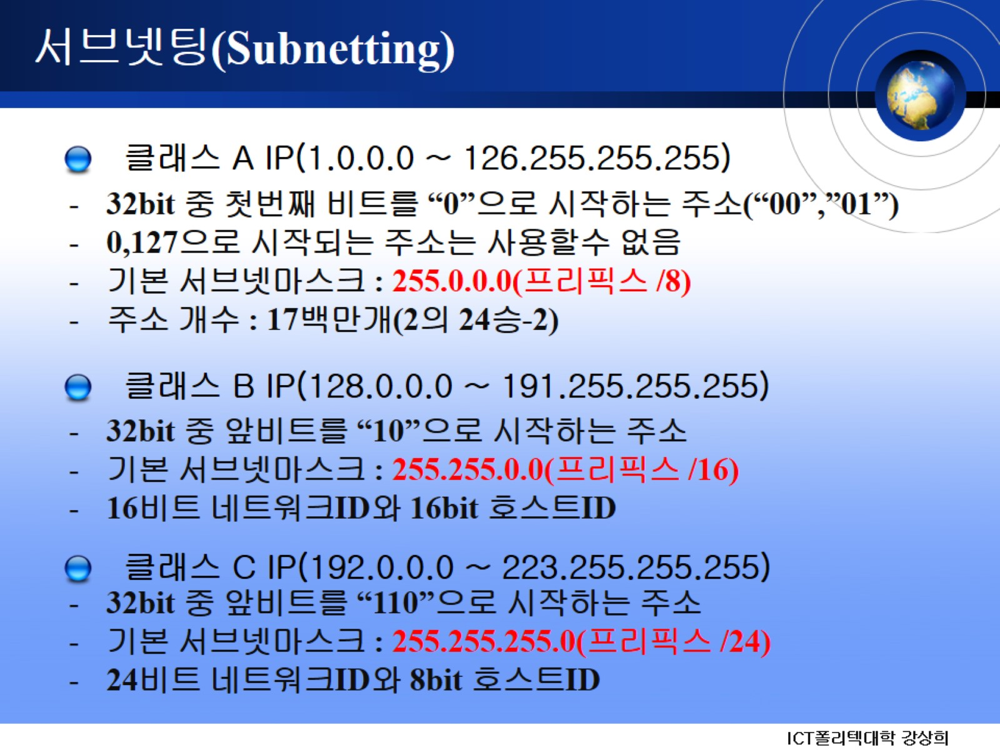 서브넷팅(Subnetting)
클래스 A IP(1.0.0.0 ~ 126.255.255.255)
- 32bit 중 첫번째 비트를 “0”으로 시작하는 주소(“00”,”01”)
- 0,127으로 시작되는 주소는 사용할수 없음
- 기본 서브넷마스크 : 255.0.0.0(프리픽스 /8)
- 주소 개수 : 17백만개(2의 24승-2)
클래스 B IP(128.0.0.0 ~ 191.255.255.255)
- 32bit 중 앞비트를 “10”으로 시작하는 주소
- 기본 서브넷마스크 : 255.255.0.0(프리픽스 /16)
- 16비트 네트워크ID와 16bit 호스트ID
클래스 C IP(192.0.0.0 ~ 223.255.255.255)
- 32bit 중 앞비트를 “110”으로 시작하는 주소
- 기본 서브넷마스크 : 255.255.255.0(프리픽스 /24)
- 24비트 네트워크ID와 8bit 호스트ID
ICT폴리텍대학 강상희